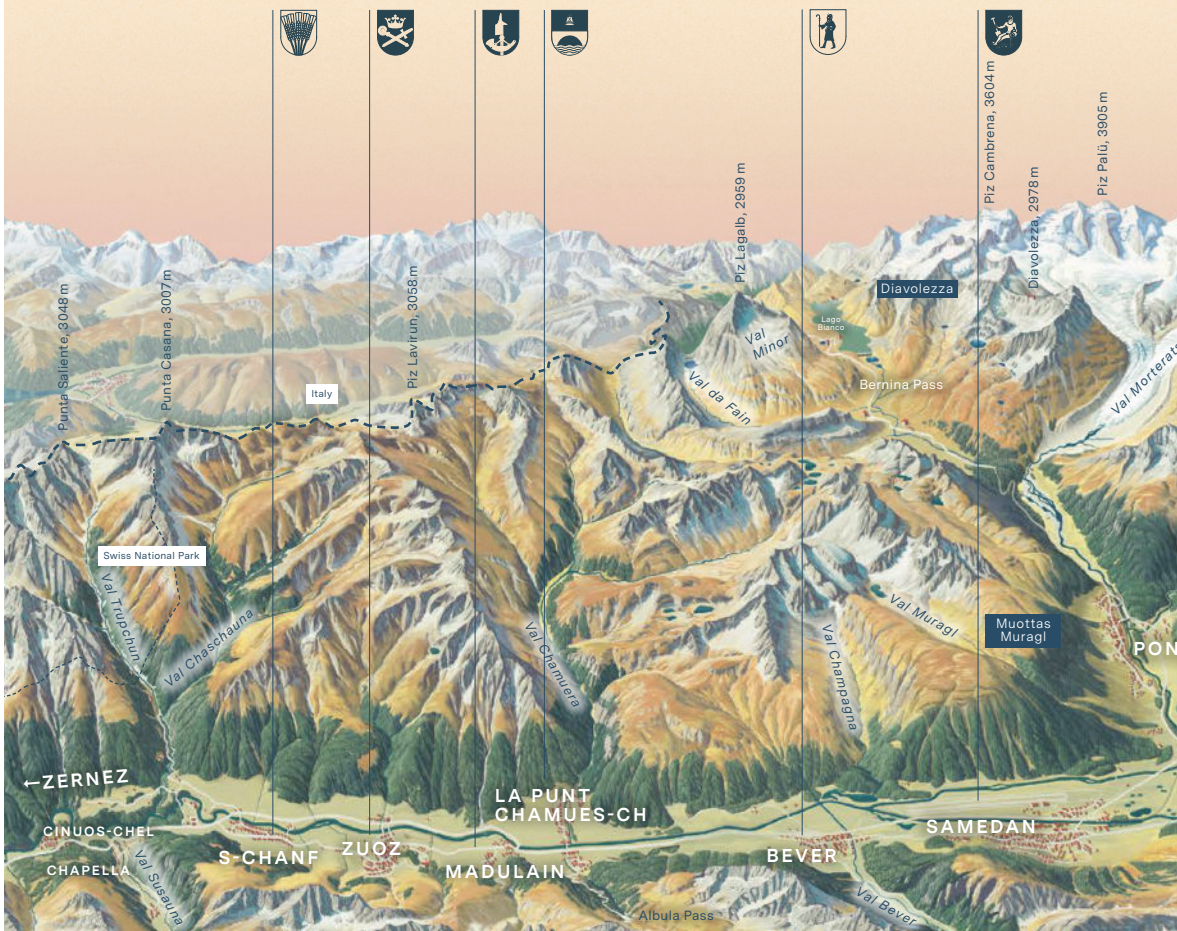 Piz Cambrena, 3604 m
Piz Palü, 3905 m
Piz Lagalb, 2959 m
Diavolezza, 2978 m
Punta Saliente, 3048 m
Punta Casana, 3007 m
Piz Lavirun, 3058 m
Diavolezza
Lago
Bianco
Val
Minor
Italy
Val da Fain
Bernina Pass
Val Morterats
Swiss National Park
Val Trupchun
Val Chaschauna
Val Chamuera
Val Champagna
Val Muragl
Muottas
Muragl
PON
←ZERNEZ
LA PUNT
CHAMUES-CH
CINUOS-CHEL
S-CHANF
ZUOZ
MADULAIN
BEVER
SAMEDAN
CHAPELLA
Val Susauna
Albula Pass
Val Bever